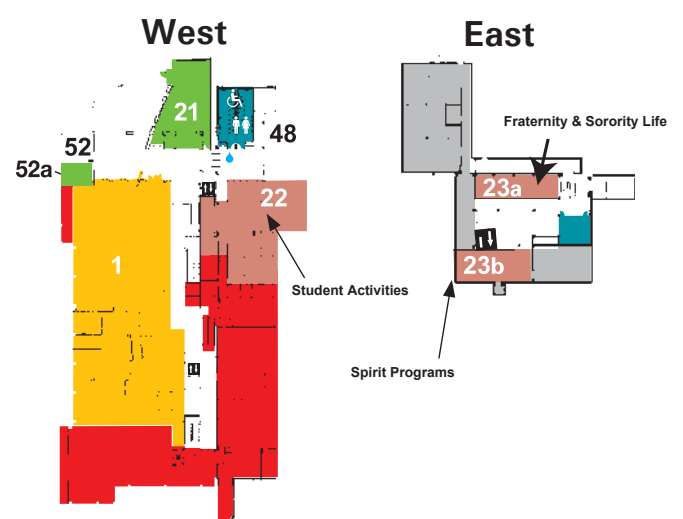 West
East
21
48
Fraternity & Sorority Life
52
52a
22
23a
1
23b
Student Activities
Spirit Programs